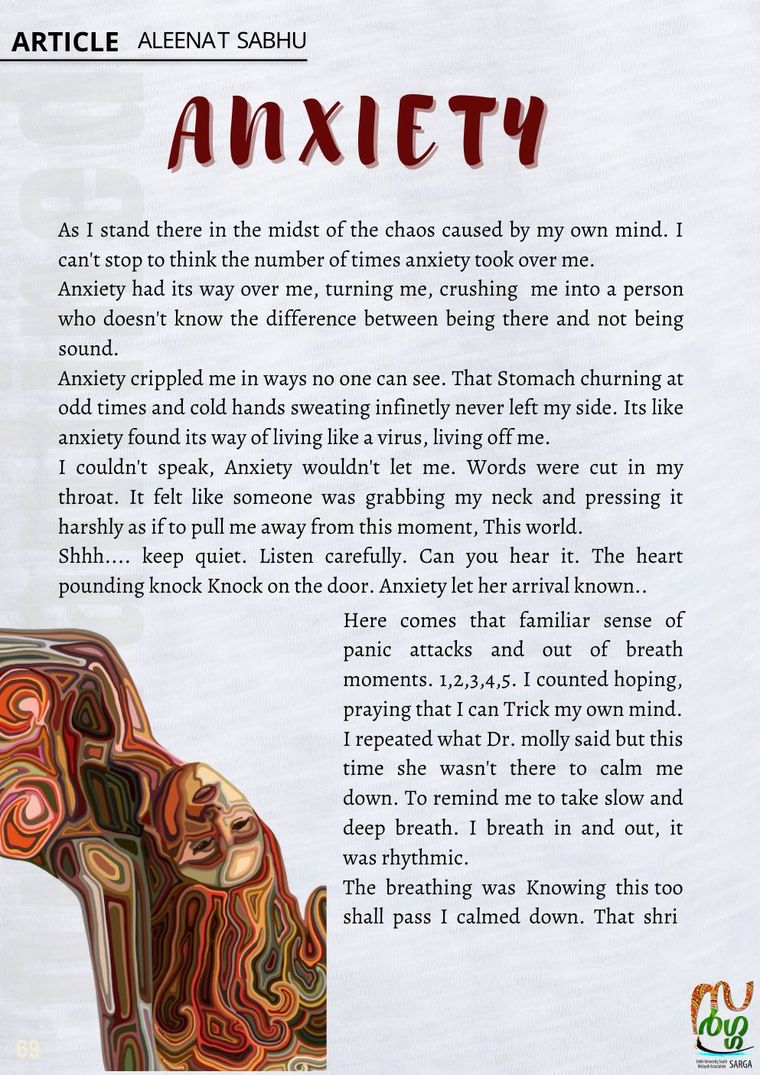 ARTICLE ALEENAT SABHU
ANXIETY
As I stand there in the midst of the chaos caused by my own mind. I
can't stop to think the number of times anxiety took over me.
Anxiety had its way over me, turning me, crushing me into a person
who doesn't know the difference between being there and not being
sound.
Anxiety crippled me in ways no one can see. That Stomach churning at
odd times and cold hands sweating infinetly never left my side. Its like
anxiety found its way of living like a virus, living off me.
I couldn't speak, Anxiety wouldn't let me. Words were cut in my
throat. It felt like someone was grabbing my neck and pressing it
harshly as if to pull me away from this moment, This world.
Shhh.... keep quiet. Listen carefully. Can you hear it. The heart
pounding knock Knock on the door. Anxiety let her arrival known..
Here comes that familiar sense of
panic attacks and out of breath
moments. 1,2,3,4,5. I counted hoping,
praying that I can Trick my own mind.
I repeated what Dr. molly said but this
time she wasn't there to calm me
down. To remind me to take slow and
deep breath. I breath in and out, it
was rhythmic.
The breathing was Knowing this too
shall pass I calmed down. That shri
69
Delhi University South
SARGA